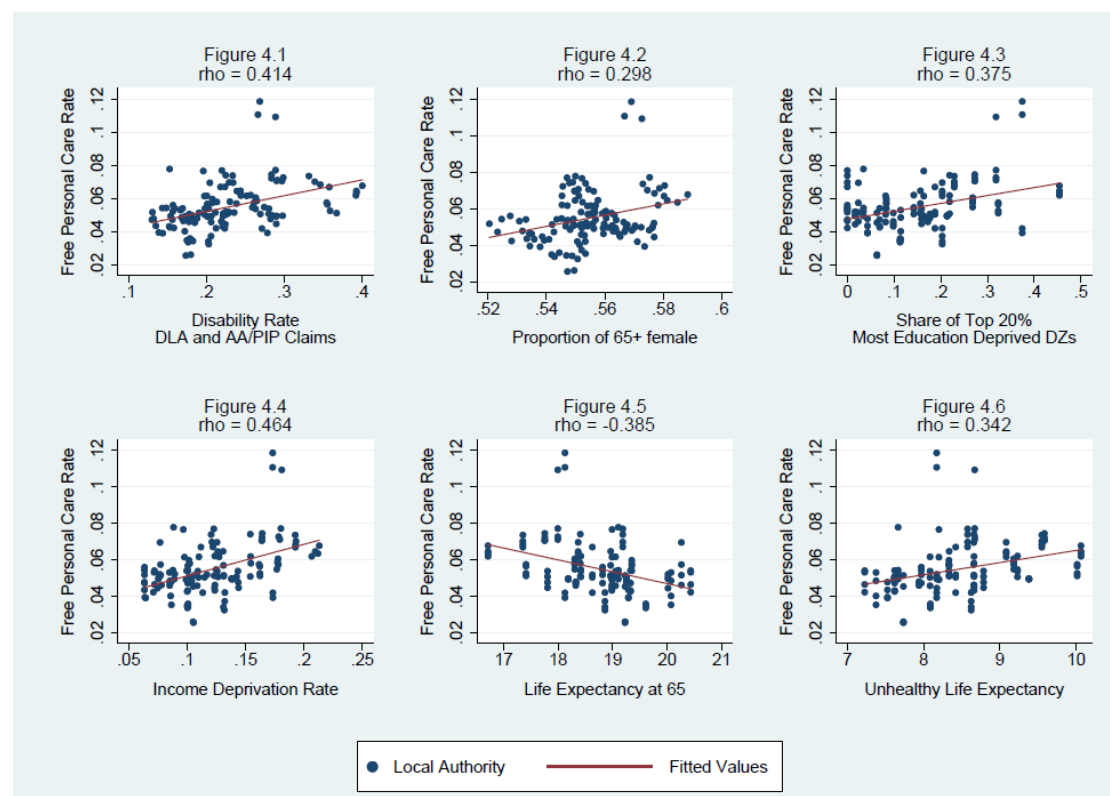 Figure 4.1
rho = 0.414
Free Personal Care Rate
.02 .04 .06 .08 .1 .12
.1 .2 .3 .4
Disability Rate
DLA and AA/PIP Claims
Figure 4.2
rho = 0.298
Free Personal Care Rate
.02 .04 .06 .08 .1 .12
.52 .54 .56 .58 .6
Proportion of 65+ female
Figure 4.3
rho = 0.375
Free Personal Care Rate
.02 .04 .06 .08 .1 .12
0 .1 .2 .3 .4 .5
Share of Top 20%
Most Education Deprived DZs
Figure 4.4
rho = 0.464
Free Personal Care Rate
.02 .04 .06 .08 .1 .12
.05 .1 .15 .2 .25
Income Deprivation Rate
Figure 4.5
rho = -0.385
Free Personal Care Rate
.02 .04 .06 .08 .1 .12
17 18 19 20 21
Life Expectancy at 65
Figure 4.6
rho = 0.342
Free Personal Care Rate
.02 .04 .06 .08 .1 .12
7 8 9 10
Unhealthy Life Expectancy
Local Authority Fitted Values